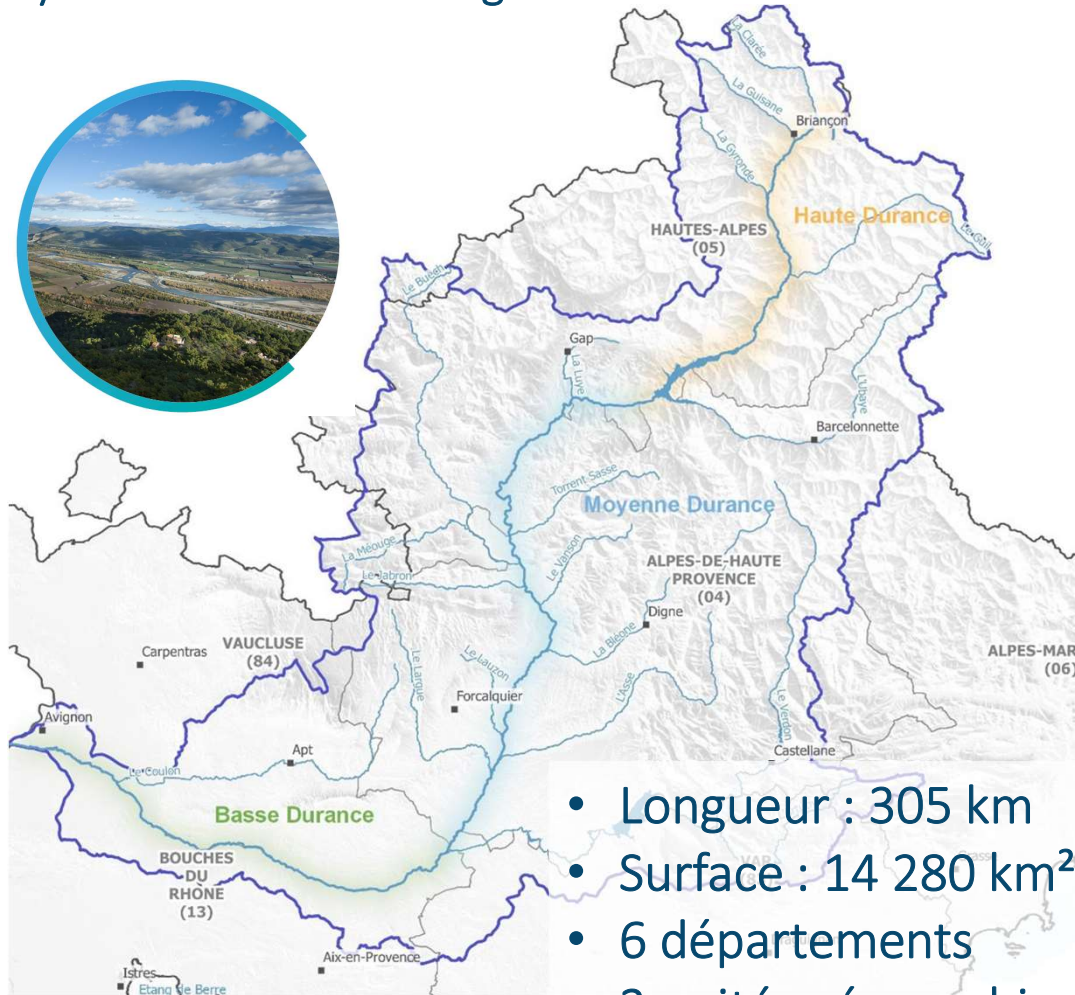 La Clarée
La Guisane
Briançon
La Gyronde
Haute Durance
HAUTES-ALPES
(05)
Le Guil
Le Buëch
Gap
La Luye
L'Ubaye
Barcelonnette
Torrent Sasse
Moyenne Durance
La Méouge
Le Jabron
Le Vanson
ALPES-DE-HAUTE
PROVENCE
(04)
Digne
La Bléone
VAUCLUSE
(84)
Carpentras
Le Largue
Le Lauzon
Forcalquier
L'Asse
Le Verdon
ALPES-MAR
(06)
Avignon
Apt
Le Coulon
Castellane
Basse Durance
BOUCHES
DU
RHÔNE
(13)
Aix-en-Provence
Istres
Etang de Berre
VAR
Grasse
• Longueur : 305 km
• Surface : 14 280 km²
• 6 départements